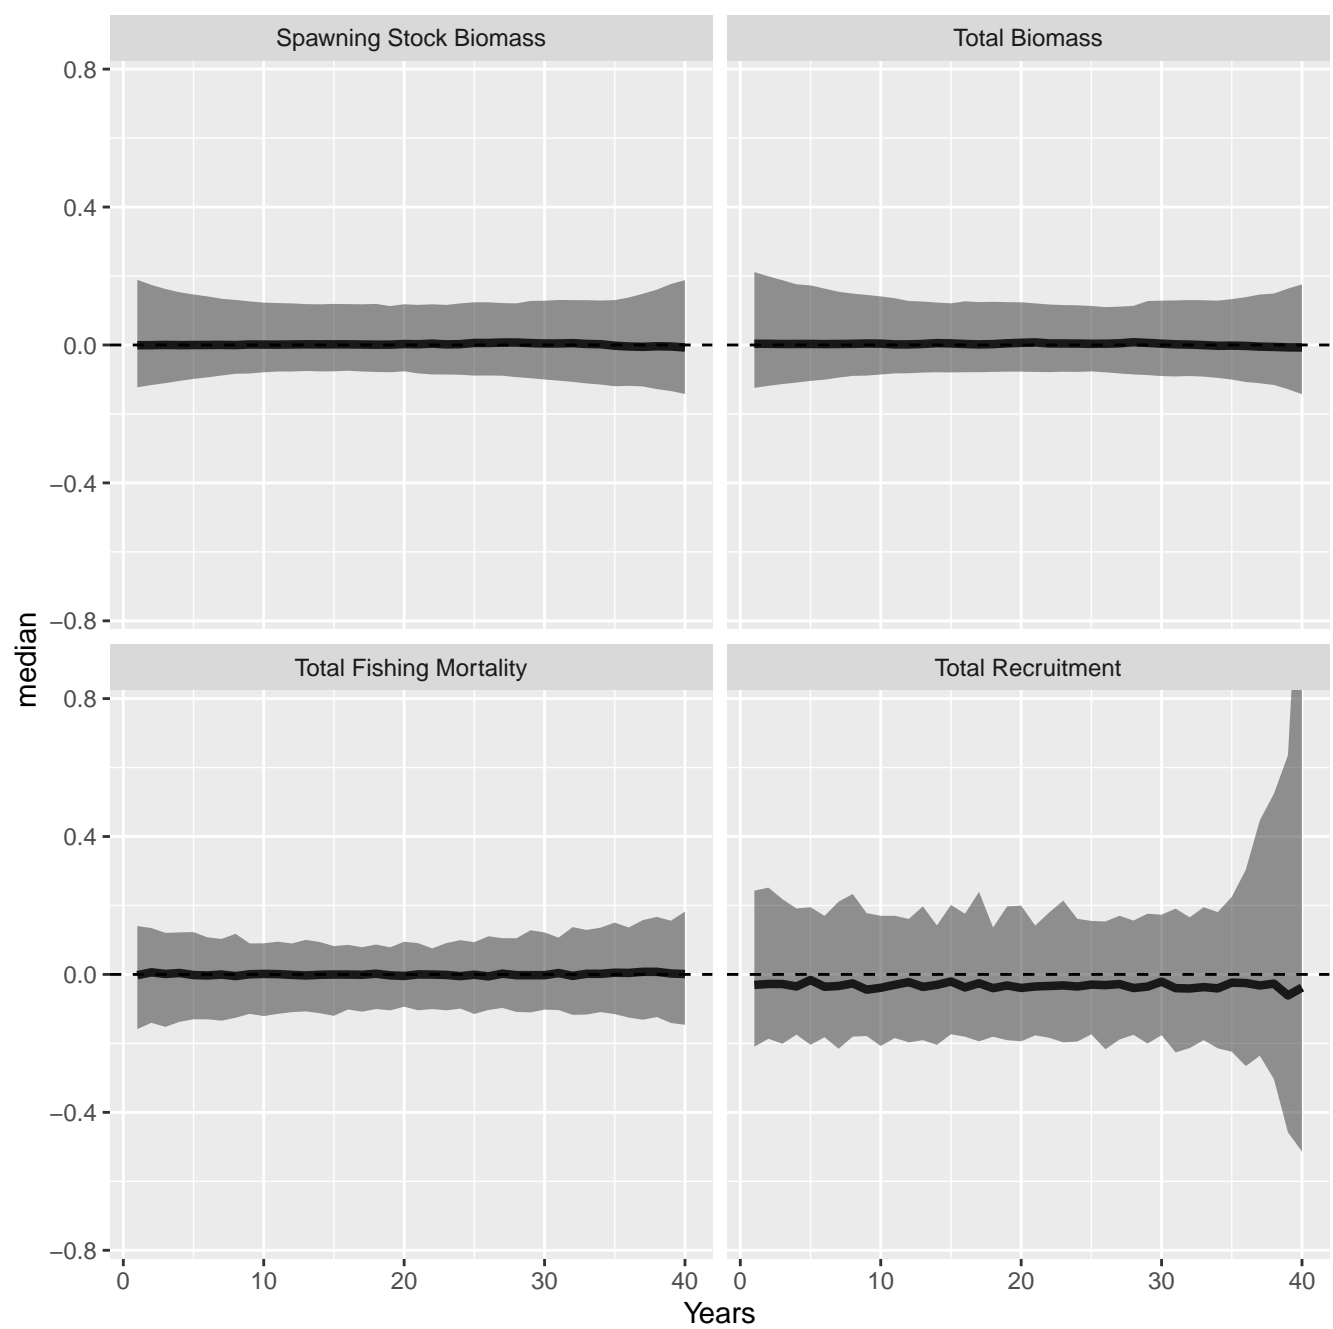 Spawning Stock Biomass
Total Biomass
0.8
0.4
0.0
−0.4
−0.8
median
Total Fishing Mortality
Total Recruitment
0.8
0.4
0.0
−0.4
−0.8
0 10 20 30 40
0 10 20 30 40
Years